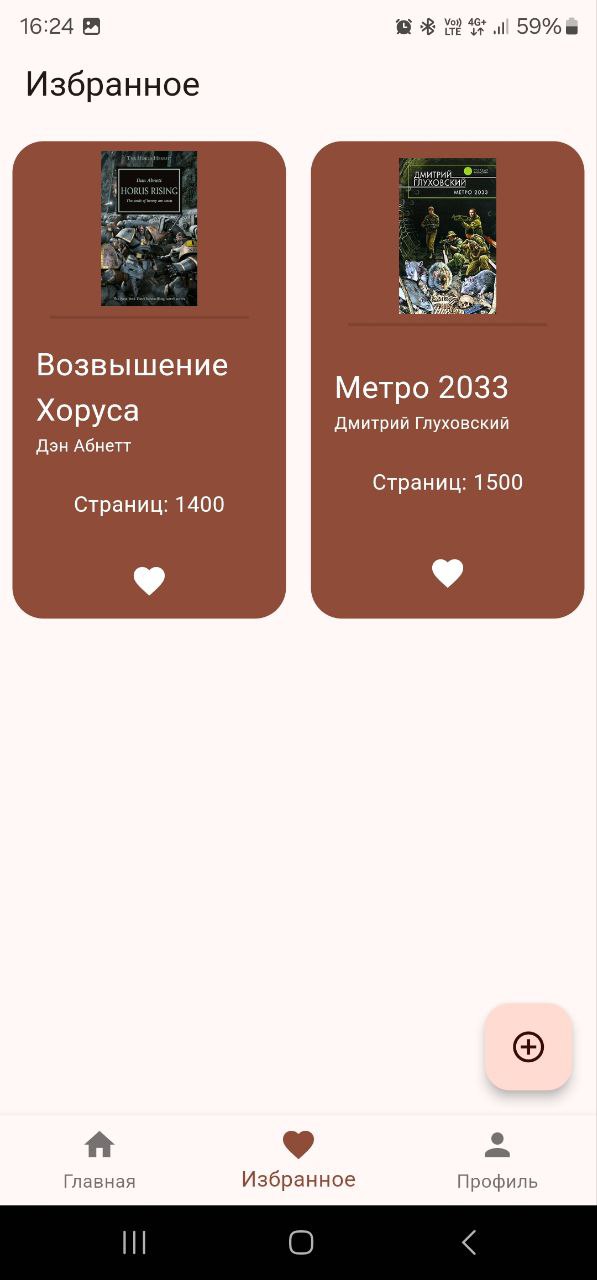 16:24
Vo))
LTE
4G+
59%
Избранное
THE HORUS HERESY
Dan Abnett
HORUS RISING
The seeds of heresy are sown
Возвышение
Хоруса
Дэн Абнетт
Страниц: 1400
ДМИТРИЙ
ГЛУХОВСКИЙ
МЕТРО 2033
Метро 2033
Дмитрий Глуховский
Страниц: 1500
Главная
Избранное
Профиль